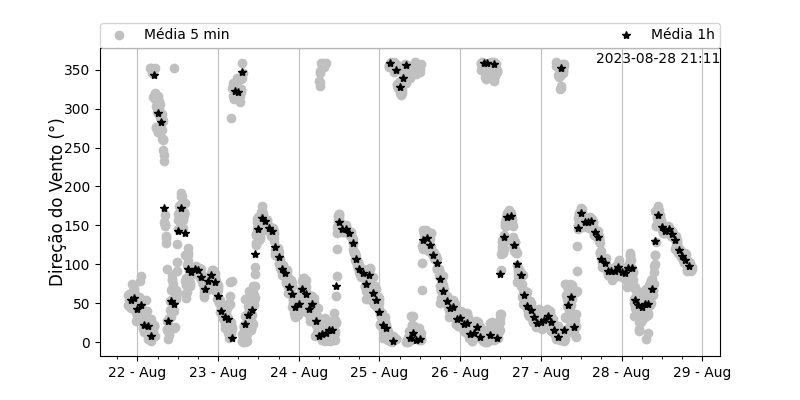 Média 5 min
Média 1h
2023-08-28 21:11
Direção do Vento (°)
350
300
250
200
150
100
50
0
22 - Aug
23 - Aug
24 - Aug
25 - Aug
26 - Aug
27 - Aug
28 - Aug
29 - Aug